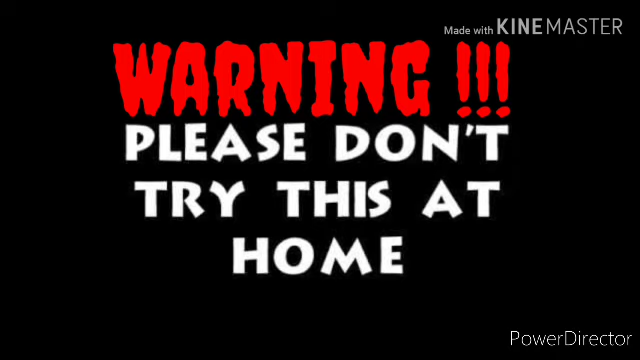 Made with KINEMASTER
WARNING !!!
PLEASE DON'T
TRY THIS AT
HOME
PowerDirector